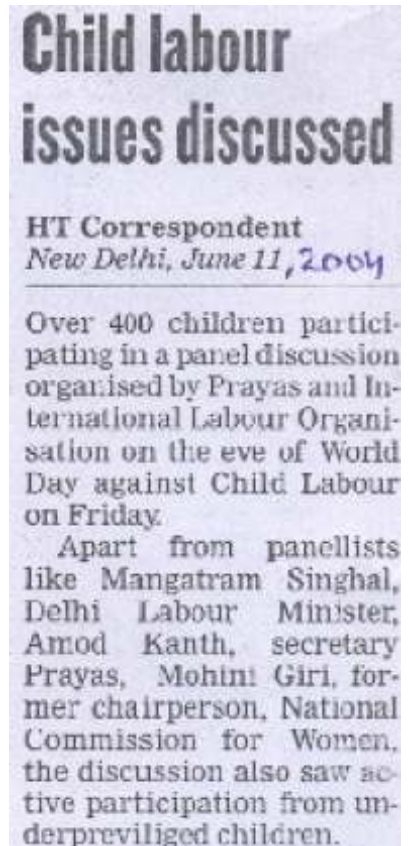 Child labour
issues discussed
HT Correspondent
New Delhi, June 11, 2004
Over 400 children partici-
pating in a panel discussion
organised by Prayas and In-
ternational Labour Organi-
sation on the eve of World
Day against Child Labour
on Friday.
Apart from panellists
like Mangatram Singhal,
Delhi Labour Minister,
Amod Kanth, secretary
Prayas, Mohini Giri, for-
mer chairperson, National
Commission for Women,
the discussion also saw ac-
tive participation from un-
derpreviliged children.